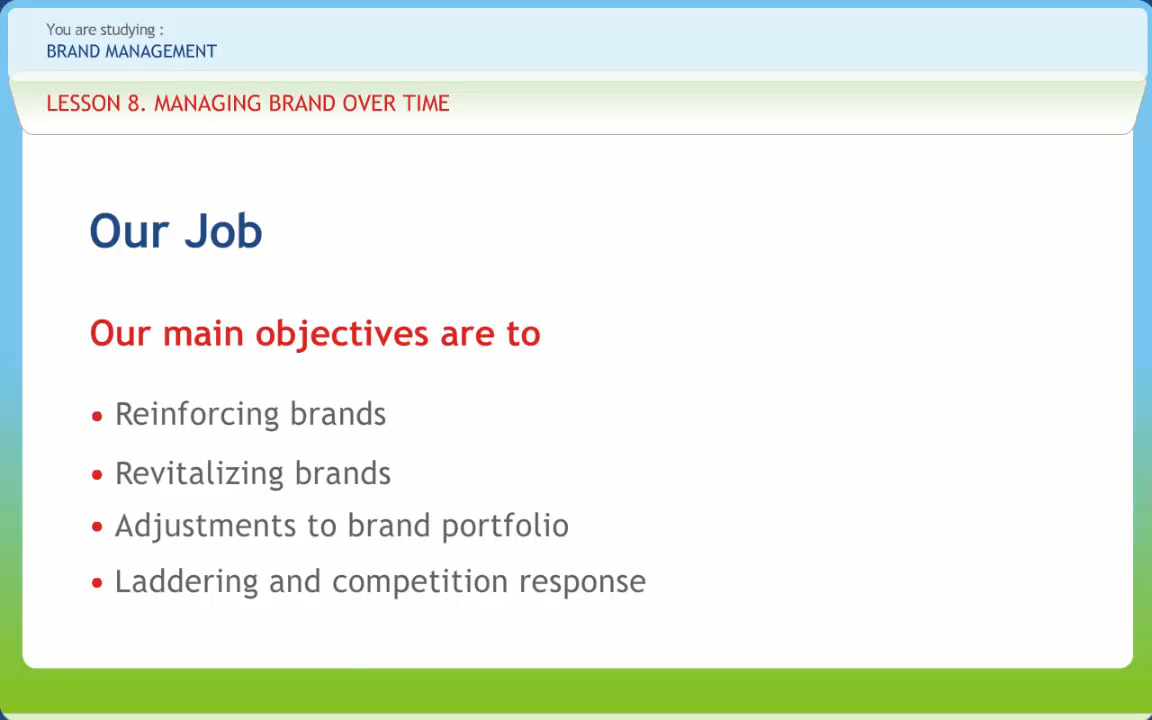 You are studying :
BRAND MANAGEMENT
LESSON 8. MANAGING BRAND OVER TIME
Our Job
Our main objectives are to
• Reinforcing brands
• Revitalizing brands
• Adjustments to brand portfolio
• Laddering and competition response